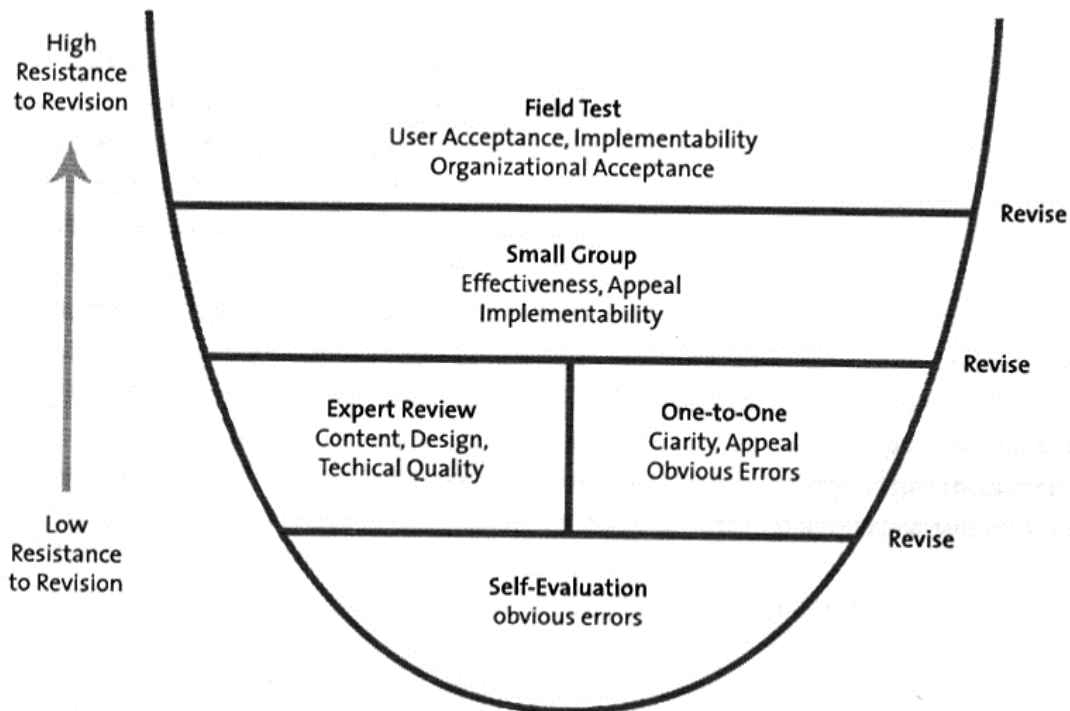 High
Resistance
to Revision
Field Test
User Acceptance, Implementability
Organizational Acceptance
Revise
Small Group
Effectiveness, Appeal
Implementability
Revise
Expert Review
Content, Design,
Techical Quality
One-to-One
Ciarity, Appeal
Obvious Errors
Low
Resistance
to Revision
Revise
Self-Evaluation
obvious errors